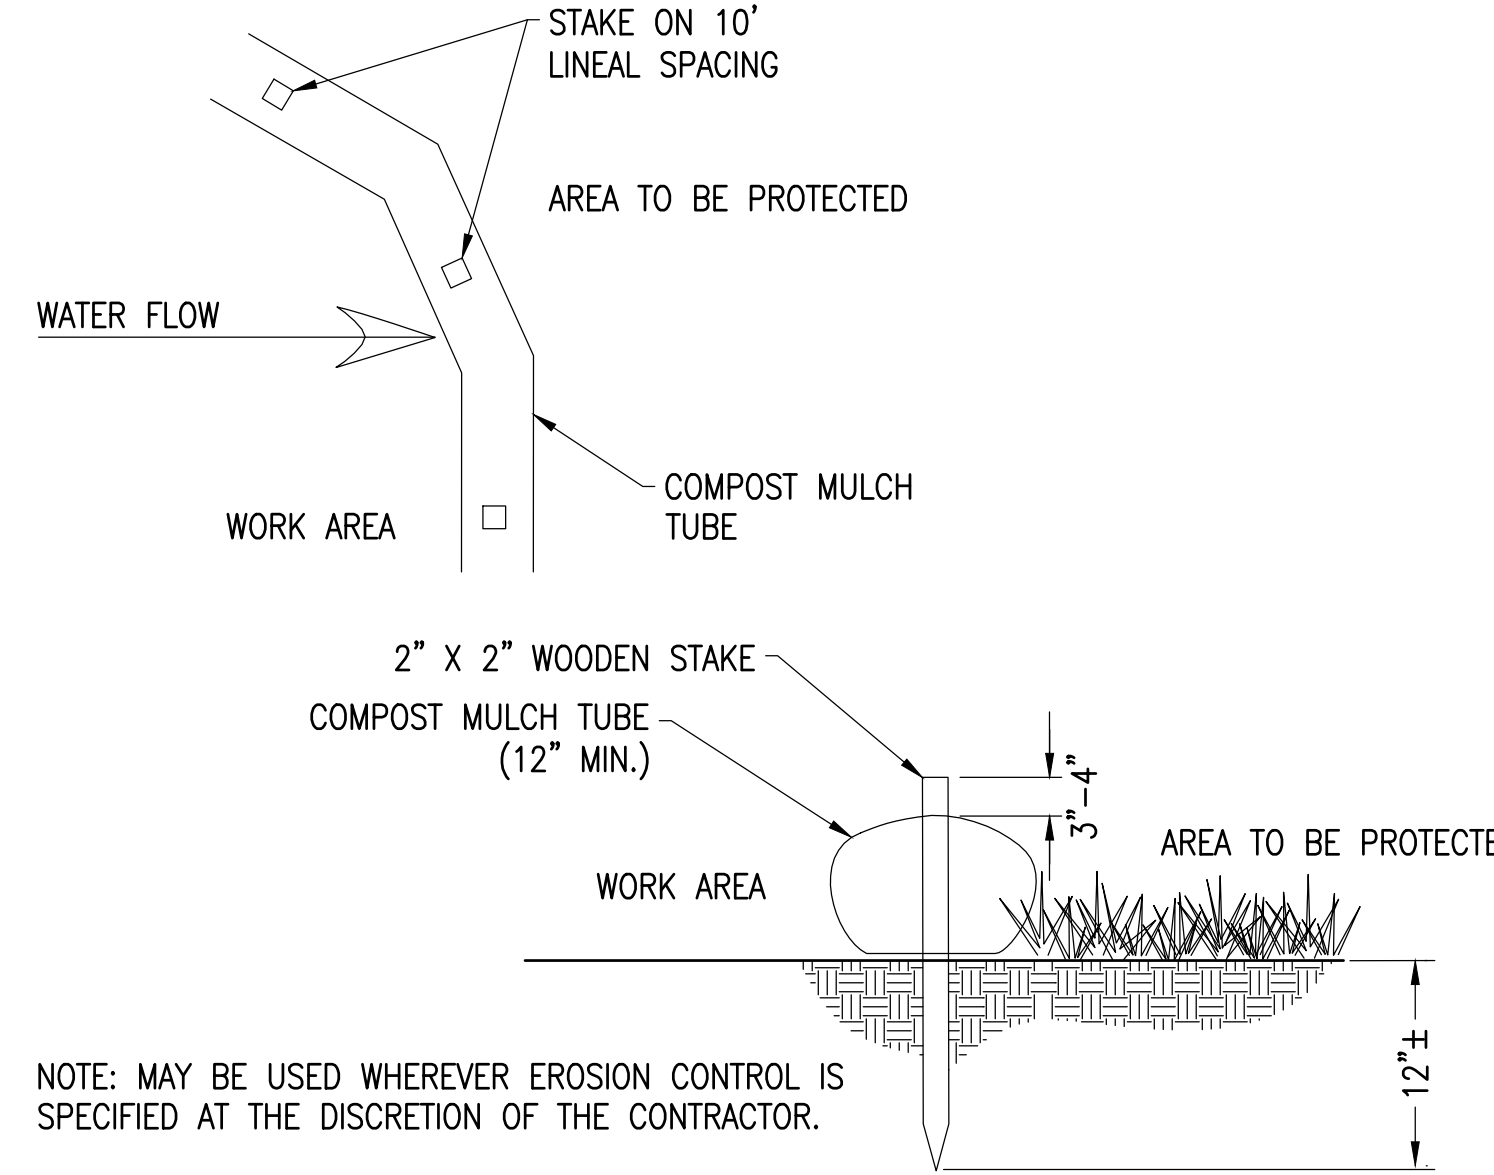 STAKE ON 10'
LINEAL SPACING
AREA TO BE PROTECTED
WATER FLOW
COMPOST MULCH
TUBE
WORK AREA
2" X 2" WOODEN STAKE
COMPOST MULCH TUBE
(12" MIN.)
3"-4"
AREA TO BE PROTECTE
WORK AREA
12"±
NOTE: MAY BE USED WHEREVER EROSION CONTROL IS
SPECIFIED AT THE DISCRETION OF THE CONTRACTOR.